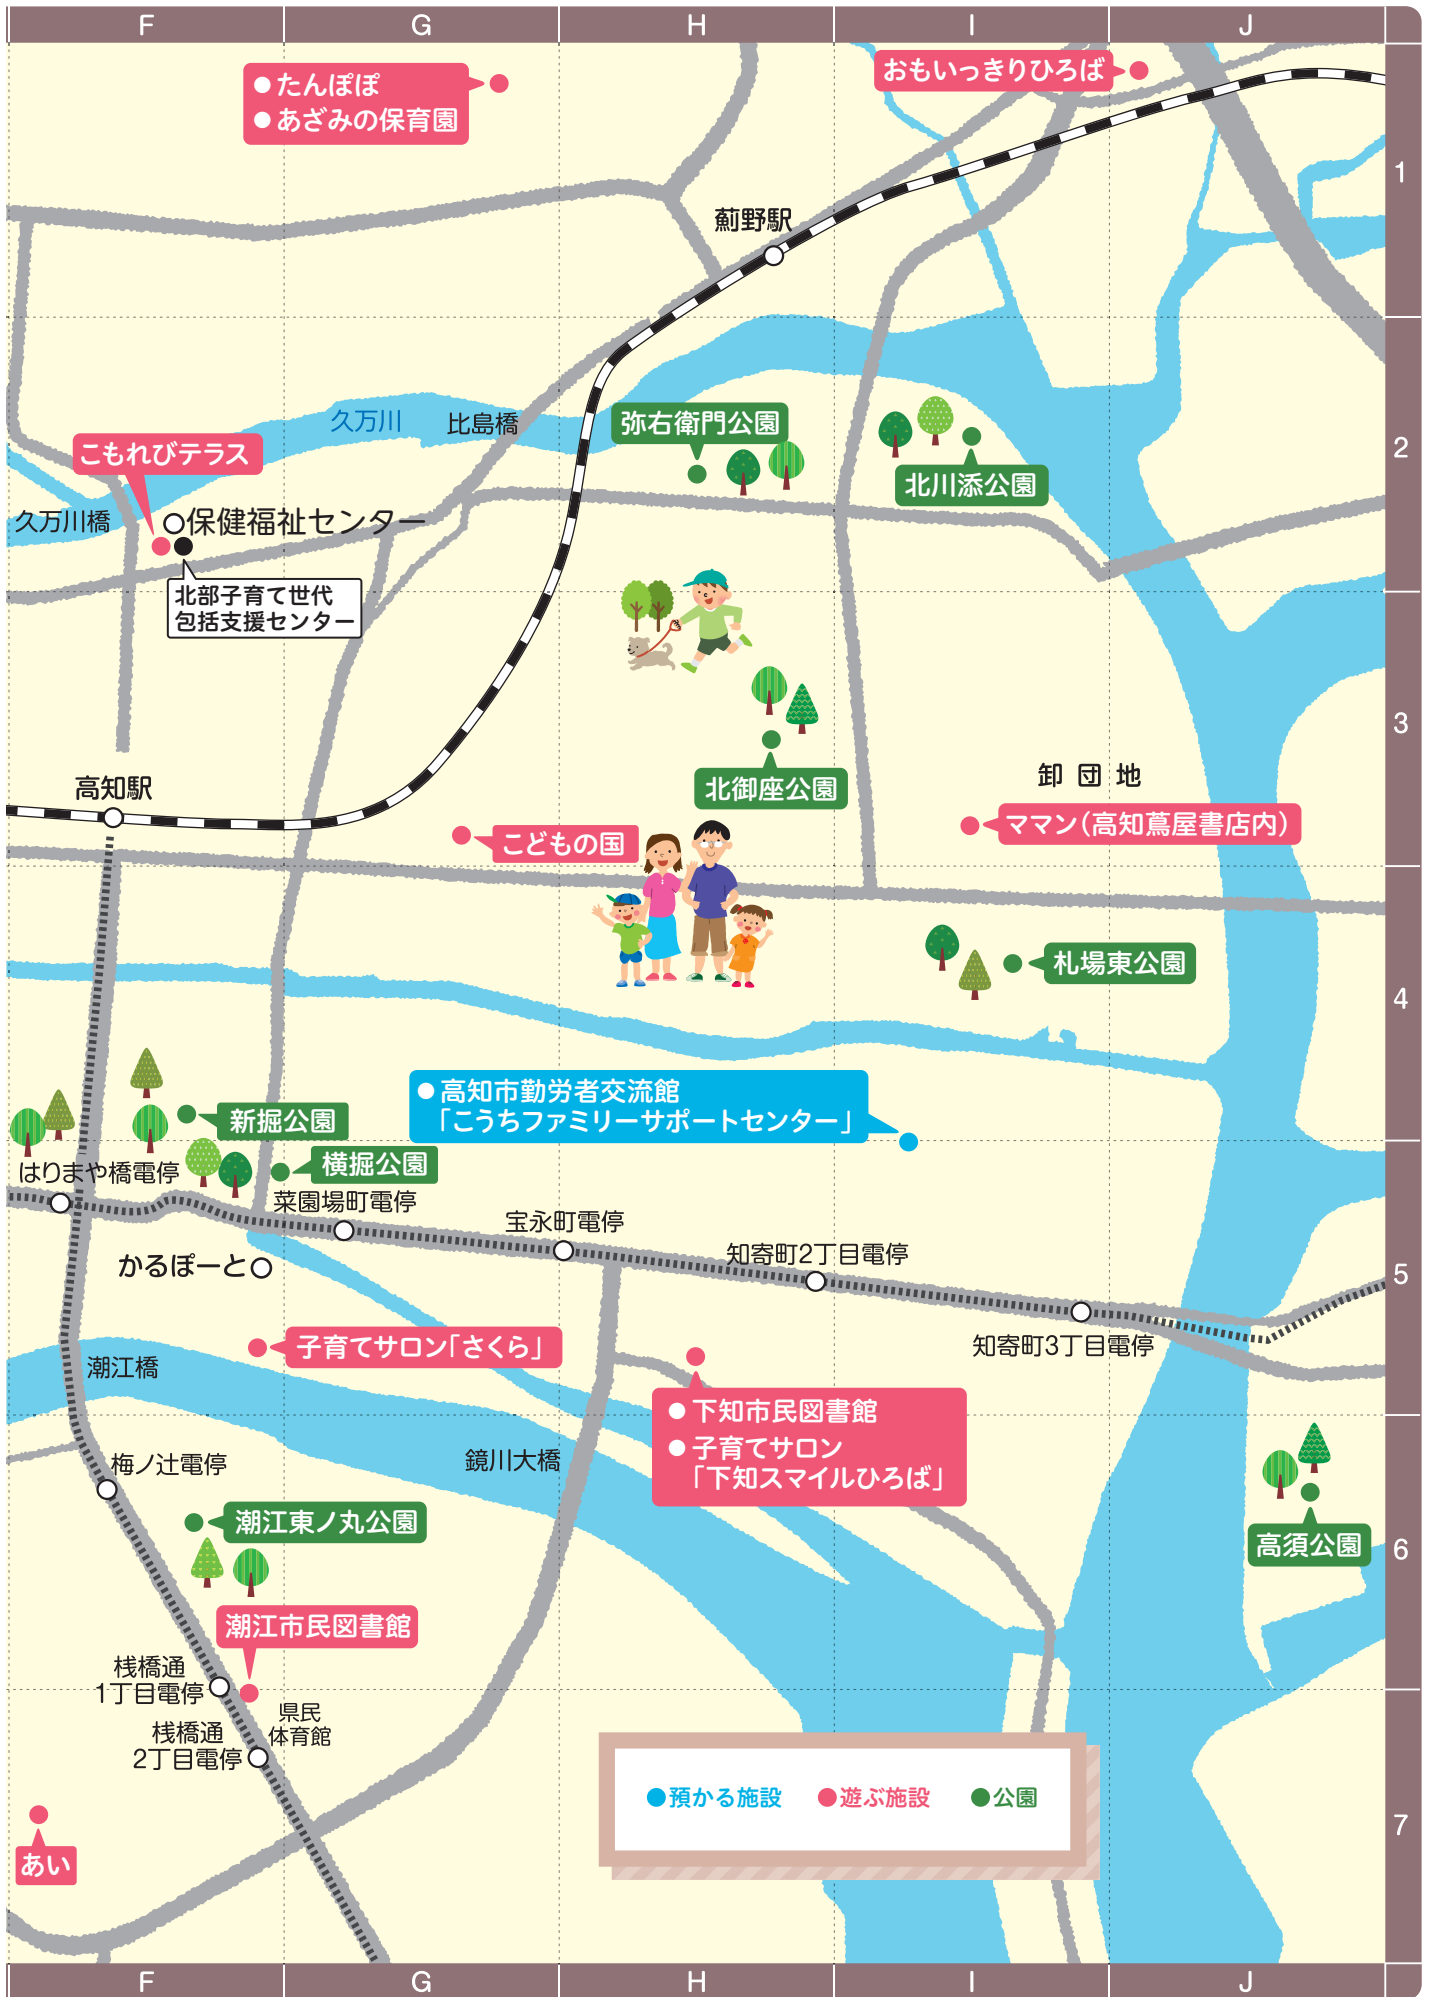 F G H I J
● たんぽぽ
● あざみの保育園
おもいっきりひろば
1
薊野駅
久万川
比島橋
弥右衛門公園
北川添公園
2
こもれびテラス
久万川橋
保健福祉センター
北部子育て世代
包括支援センター
3
高知駅
北御座公園
卸団地
ママン(高知蔦屋書店内)
こどもの国
札場東公園
4
● 高知市勤労者交流館
「こうちファミリーサポートセンター」
新堀公園
横堀公園
はりまや橋電停
菜園場町電停
宝永町電停
知寄町2丁目電停
かるぽーと
5
知寄町3丁目電停
子育てサロン「さくら」
潮江橋
● 下知市民図書館
● 子育てサロン
「下知スマイルひろば」
鏡川大橋
梅ノ辻電停
潮江東ノ丸公園
高須公園
6
潮江市民図書館
桟橋通
1丁目電停
県民
体育館
桟橋通
2丁目電停
●預かる施設 ●遊ぶ施設 ●公園
7
あい
F G H I J